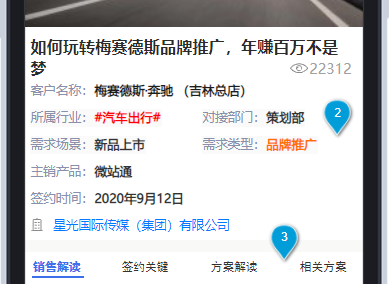 如何玩转梅赛德斯品牌推广，年赚百万不是
梦
22312
客户名称：梅赛德斯·奔驰 （吉林总店）
所属行业：#汽车出行# 对接部门：策划部
2
需求场景：新品上市 需求类型：品牌推广
主销产品：微站通
签约时间：2020年9月12日
星光国际传媒（集团）有限公司
3
销售解读 签约关键 方案解读 相关方案